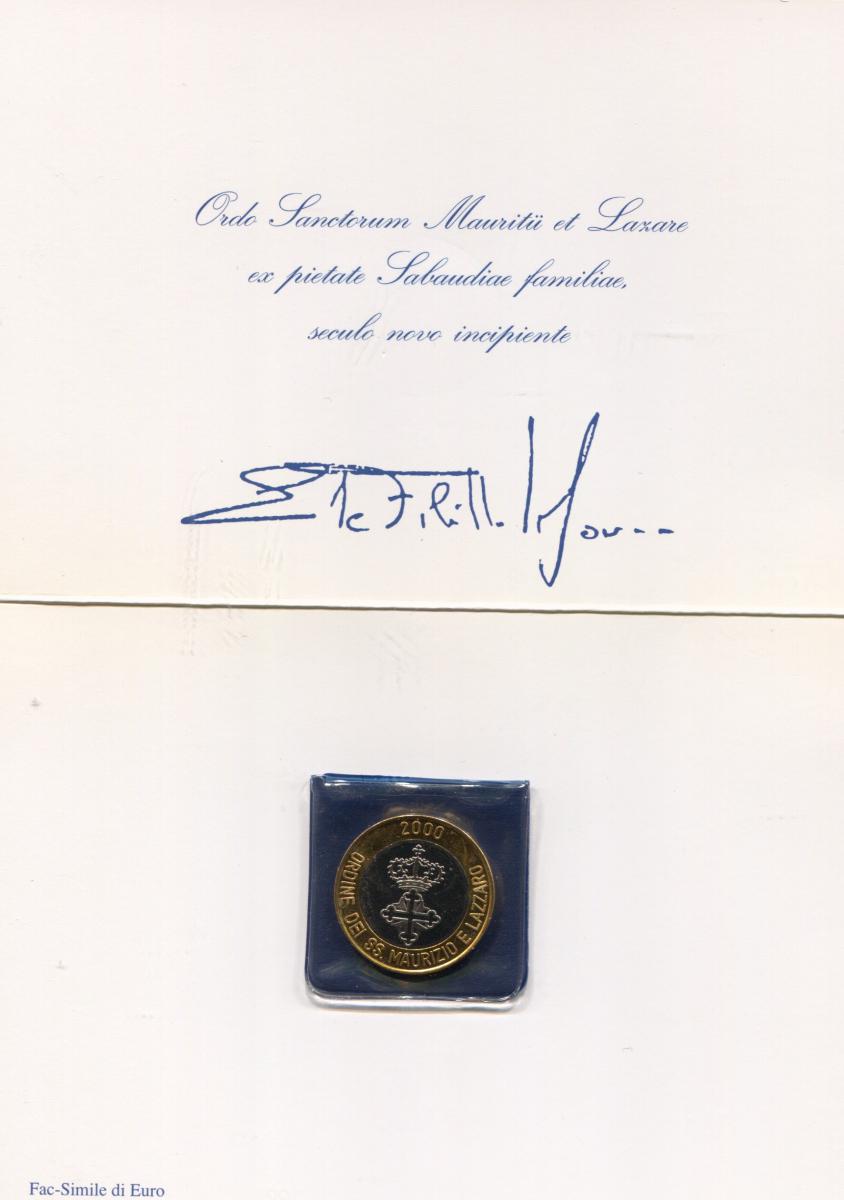 Ordo Sanctorum Mauritii et Lazare
ex pietate Sabaudiae familiae,
seculo novo incipiente
2000
ORDINE DEI SS. MAURIZIO E LAZZARO
Fac-Simile di Euro